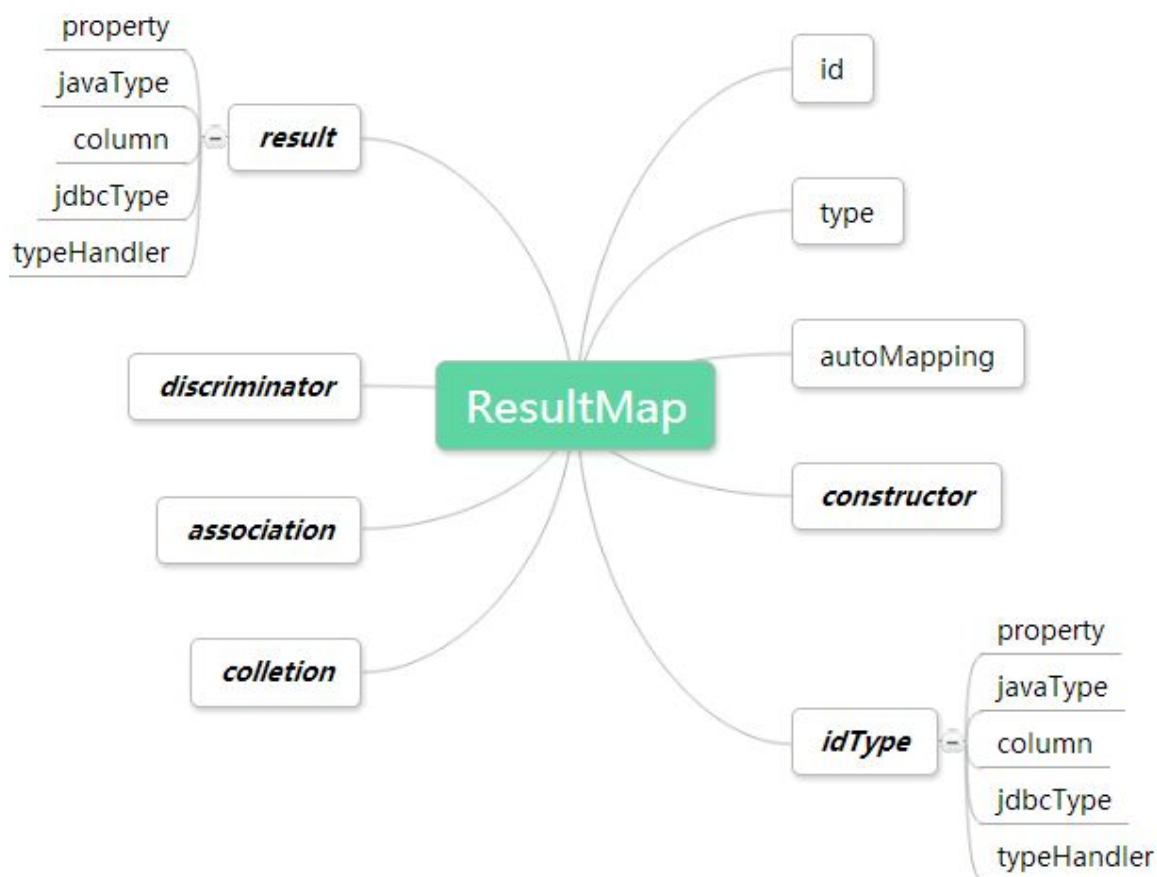 property
javaType
column
jdbcType
typeHandler
result
discriminator
association
colletion
ResultMap
id
type
autoMapping
constructor
idType
property
javaType
column
jdbcType
typeHandler